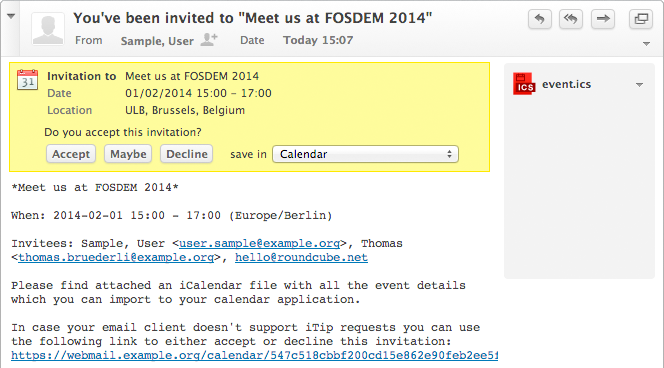 You've been invited to "Meet us at FOSDEM 2014"
From Sample, User Date Today 15:07
31 Invitation to Meet us at FOSDEM 2014
Date 01/02/2014 15:00 - 17:00
Location ULB, Brussels, Belgium
Do you accept this invitation?
Accept Maybe Decline save in Calendar
ICS event.ics
*Meet us at FOSDEM 2014*
When: 2014-02-01 15:00 - 17:00 (Europe/Berlin)
Invitees: Sample, User <user.sample@example.org>, Thomas
<thomas.bruederli@example.org>, hello@roundcube.net
Please find attached an iCalendar file with all the event details
which you can import to your calendar application.
In case your email client doesn't support iTip requests you can use
the following link to either accept or decline this invitation:
https://webmail.example.org/calendar/547c518cbbf200cd15e862e90feb2ee5f